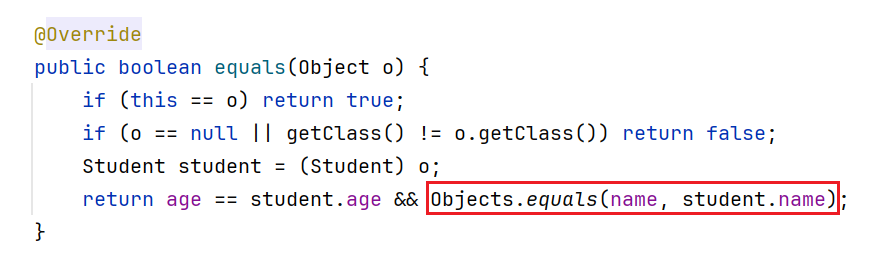 @Override
public boolean equals(Object o) {
    if (this == o) return true;
    if (o == null || getClass() != o.getClass()) return false;
    Student student = (Student) o;
    return age == student.age && Objects.equals(name, student.name);
}